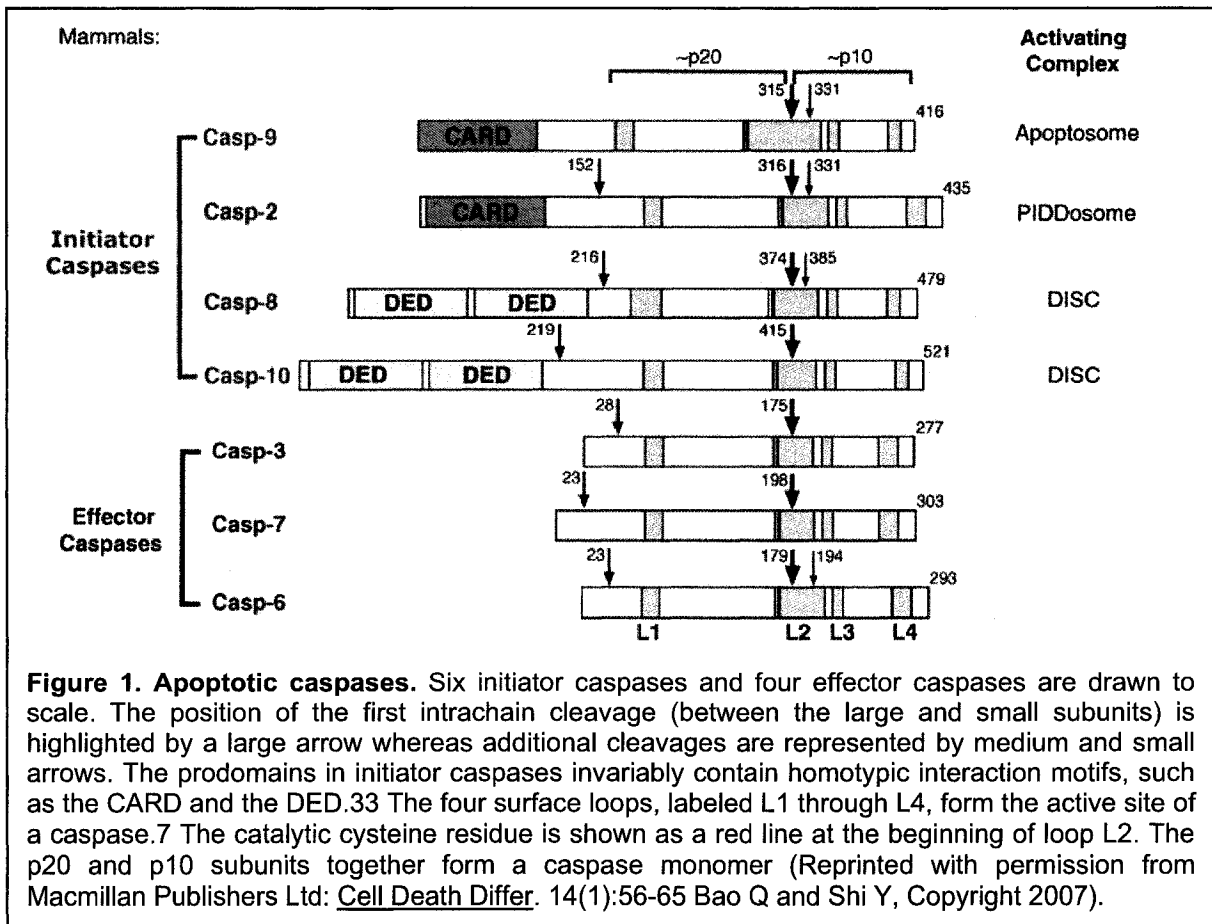 Mammals:
Activating
Complex
~p20
~p10
315
331
416
Casp-9
CARD
Apoptosome
152
316
331
435
Casp-2
CARD
PIDDosome
Initiator
Caspases
216
374
385
479
Casp-8
DED
DED
DISC
219
415
521
Casp-10
DED
DED
DISC
28
175
277
Casp-3
23
198
303
Effector
Caspases
Casp-7
23
179
194
293
Casp-6
L1
L2
L3
L4
Figure 1. Apoptotic caspases. Six initiator caspases and four effector caspases are drawn to
scale. The position of the first intrachain cleavage (between the large and small subunits) is
highlighted by a large arrow whereas additional cleavages are represented by medium and small
arrows. The prodomains in initiator caspases invariably contain homotypic interaction motifs, such
as the CARD and the DED.33 The four surface loops, labeled L1 through L4, form the active site of
a caspase.7 The catalytic cysteine residue is shown as a red line at the beginning of loop L2. The
p20 and p10 subunits together form a caspase monomer (Reprinted with permission from
Macmillan Publishers Ltd: Cell Death Differ. 14(1):56-65 Bao Q and Shi Y, Copyright 2007).